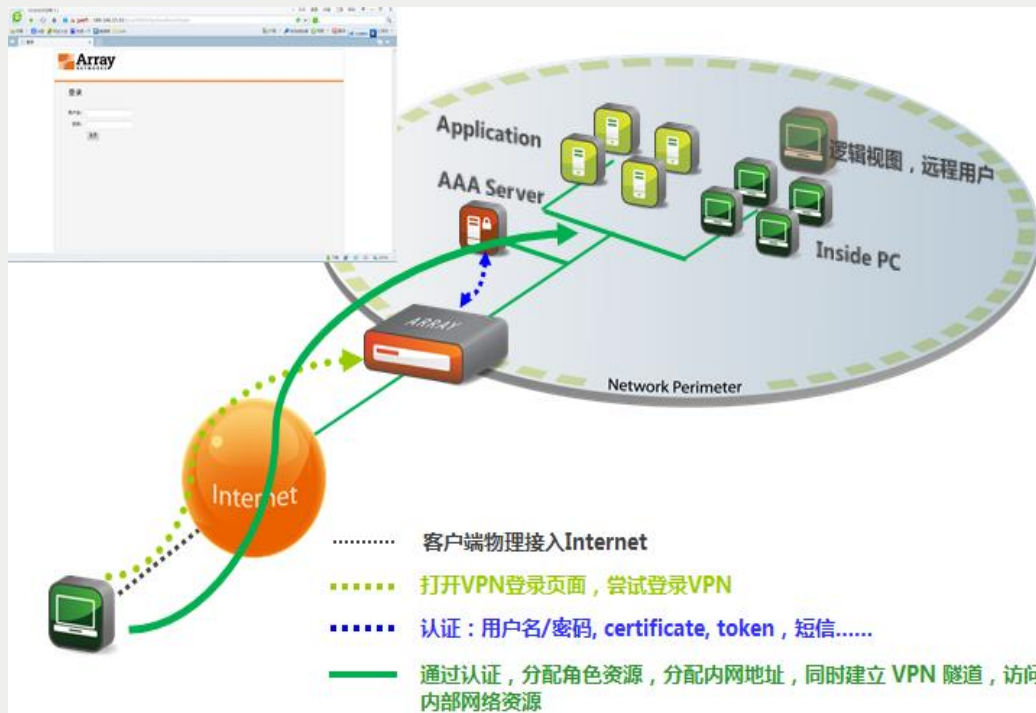 Array
NETWORKS
登录
Application
AAA Server
逻辑视图，远程用户
Inside PC
ARRAY
Network Perimeter
Internet
客户端物理接入Internet
打开VPN登录页面，尝试登录VPN
认证：用户名/密码, certificate, token，短信……
通过认证，分配角色资源，分配内网地址，同时建立 VPN 隧道，访问
内部网络资源